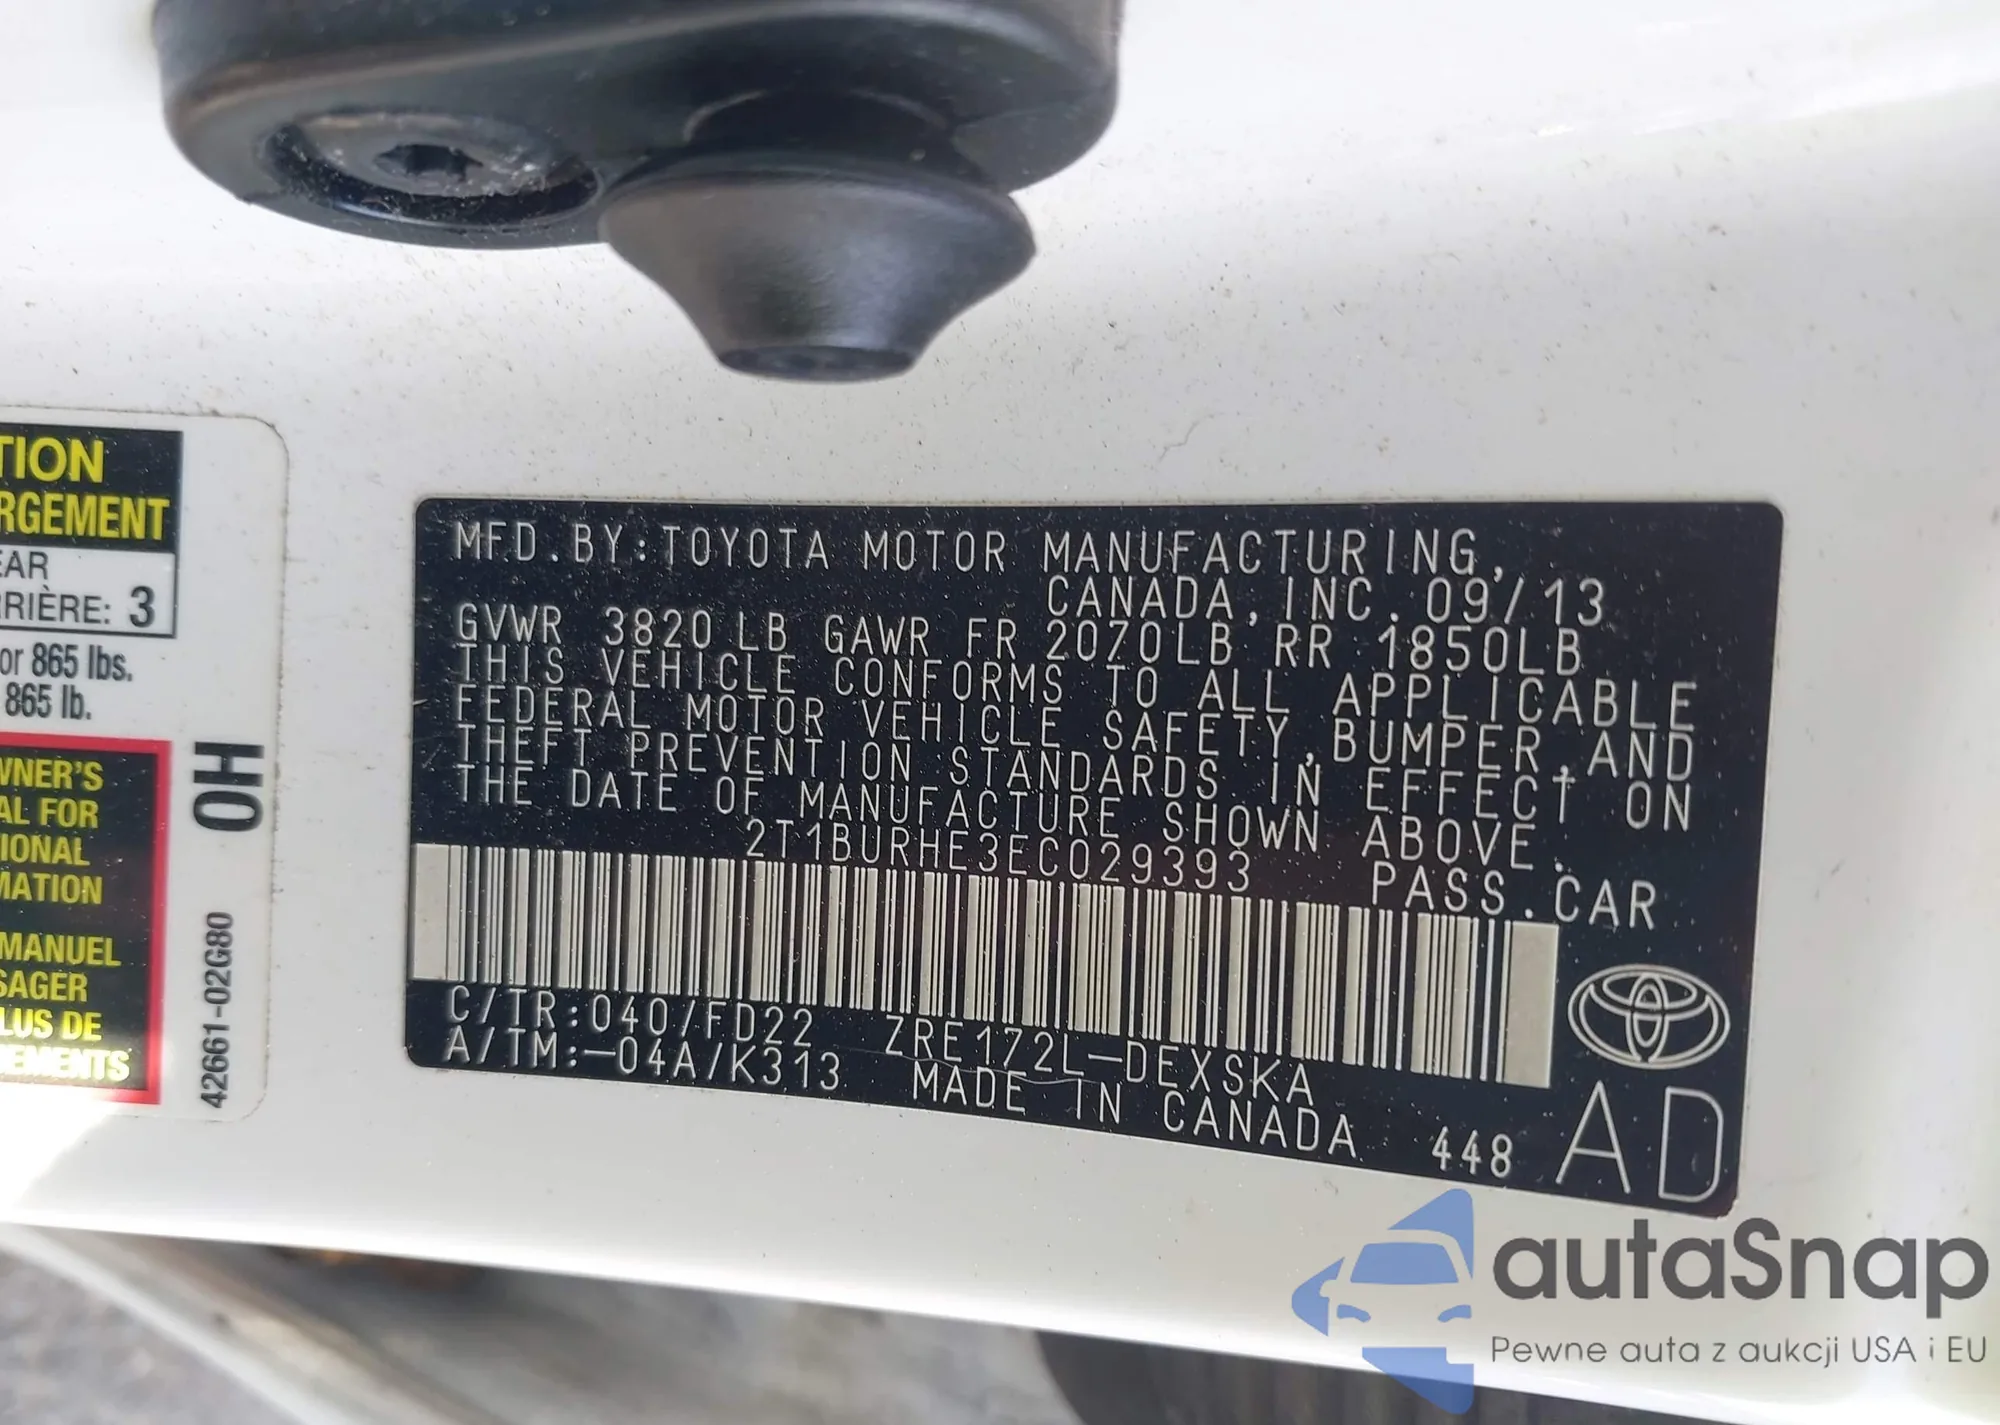 TION
RGEMENT
EAR
RRIÈRE: 3
or 865 lbs.
865 lb.
WNER'S
AL FOR
IONAL
MATION
MANUEL
SAGER
LUS DE
EMENTS
OH
42661-02G80
MFD. BY: TOYOTA MOTOR MANUFACTURING,
CANADA, INC. 09/13
GVWR 3820 LB GAWR FR 2070LB RR 1850LB
THIS VEHICLE CONFORMS TO ALL APPLICABLE
FEDERAL MOTOR VEHICLE SAFETY, BUMPER, AND
THEFT PREVENTION STANDARDS IN EFFECT ON
THE DATE OF MANUFACTURE SHOWN ABOVE.
2T1BURHE3EC029393 PASS. CAR
C/TR: 040/FD22 ZRE172L-DEXSKA
A/TM: -04A/K313 MADE IN CANADA 448 AD
autoSnap
Pewne auta z aukcji USA i EU